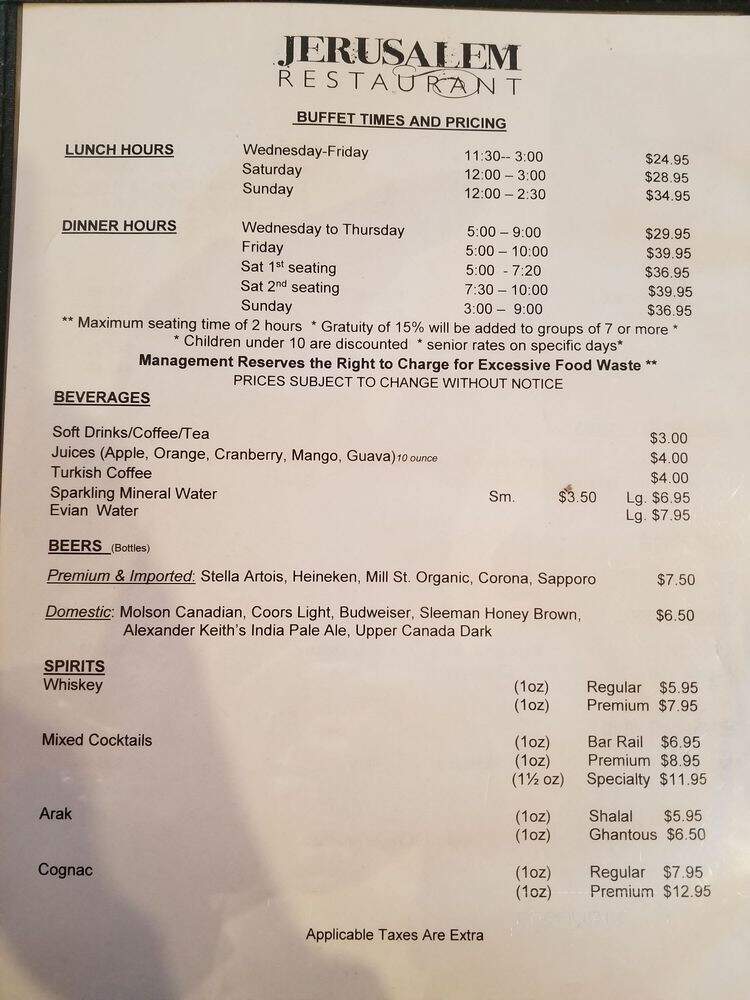 JERUSALEM
RESTAURANT
BUFFET TIMES AND PRICING
LUNCH HOURS Wednesday-Friday 11:30-- 3:00 $24.95
Saturday 12:00 – 3:00 $28.95
Sunday 12:00 – 2:30 $34.95
DINNER HOURS Wednesday to Thursday 5:00 – 9:00 $29.95
Friday 5:00 – 10:00 $39.95
Sat 1st seating 5:00 - 7:20 $36.95
Sat 2nd seating 7:30 – 10:00 $39.95
Sunday 3:00 – 9:00 $36.95
** Maximum seating time of 2 hours * Gratuity of 15% will be added to groups of 7 or more *
* Children under 10 are discounted * senior rates on specific days*
Management Reserves the Right to Charge for Excessive Food Waste **
PRICES SUBJECT TO CHANGE WITHOUT NOTICE
BEVERAGES
Soft Drinks/Coffee/Tea $3.00
Juices (Apple, Orange, Cranberry, Mango, Guava)10 ounce $4.00
Turkish Coffee $4.00
Sparkling Mineral Water Sm. $3.50 Lg. $6.95
Evian Water Lg. $7.95
BEERS (Bottles)
Premium & Imported: Stella Artois, Heineken, Mill St. Organic, Corona, Sapporo $7.50
Domestic: Molson Canadian, Coors Light, Budweiser, Sleeman Honey Brown, $6.50
Alexander Keith's India Pale Ale, Upper Canada Dark
SPIRITS
Whiskey (1oz) Regular $5.95
(1oz) Premium $7.95
Mixed Cocktails (1oz) Bar Rail $6.95
(1oz) Premium $8.95
(1½ oz) Specialty $11.95
Arak (1oz) Shalal $5.95
(1oz) Ghantous $6.50
Cognac (1oz) Regular $7.95
(1oz) Premium $12.95
Applicable Taxes Are Extra